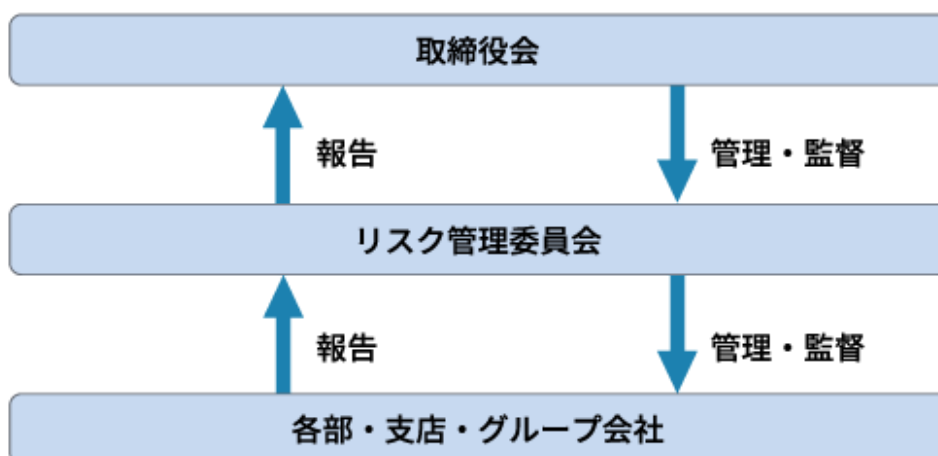 取締役会
報告
管理・監督
リスク管理委員会
報告
管理・監督
各部・支店・グループ会社